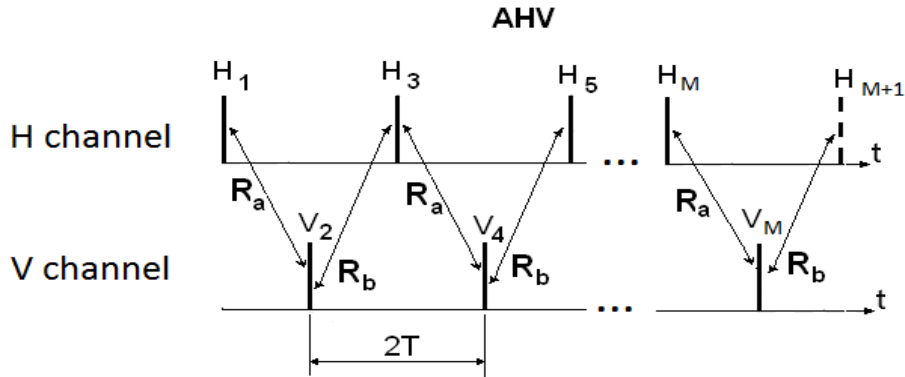 AHV
H1 H3 H5 HM HM+1
H channel ... t
Ra Rb Ra Rb Ra Rb
V2 V4 VM
V channel ... t
2T